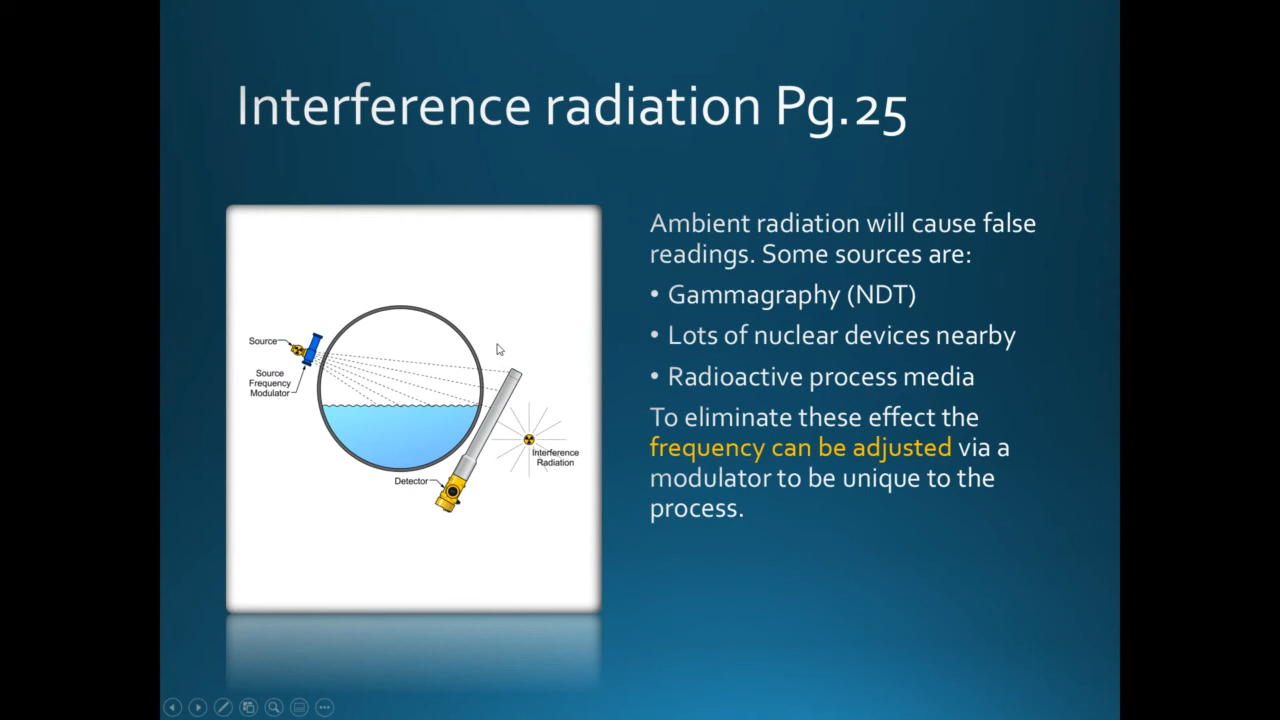 Interference radiation Pg.25
Source
Source
Frequency
Modulator
Detector
Interference
Radiation
Ambient radiation will cause false
readings. Some sources are:
• Gammagraphy (NDT)
• Lots of nuclear devices nearby
• Radioactive process media
To eliminate these effect the
frequency can be adjusted via a
modulator to be unique to the
process.